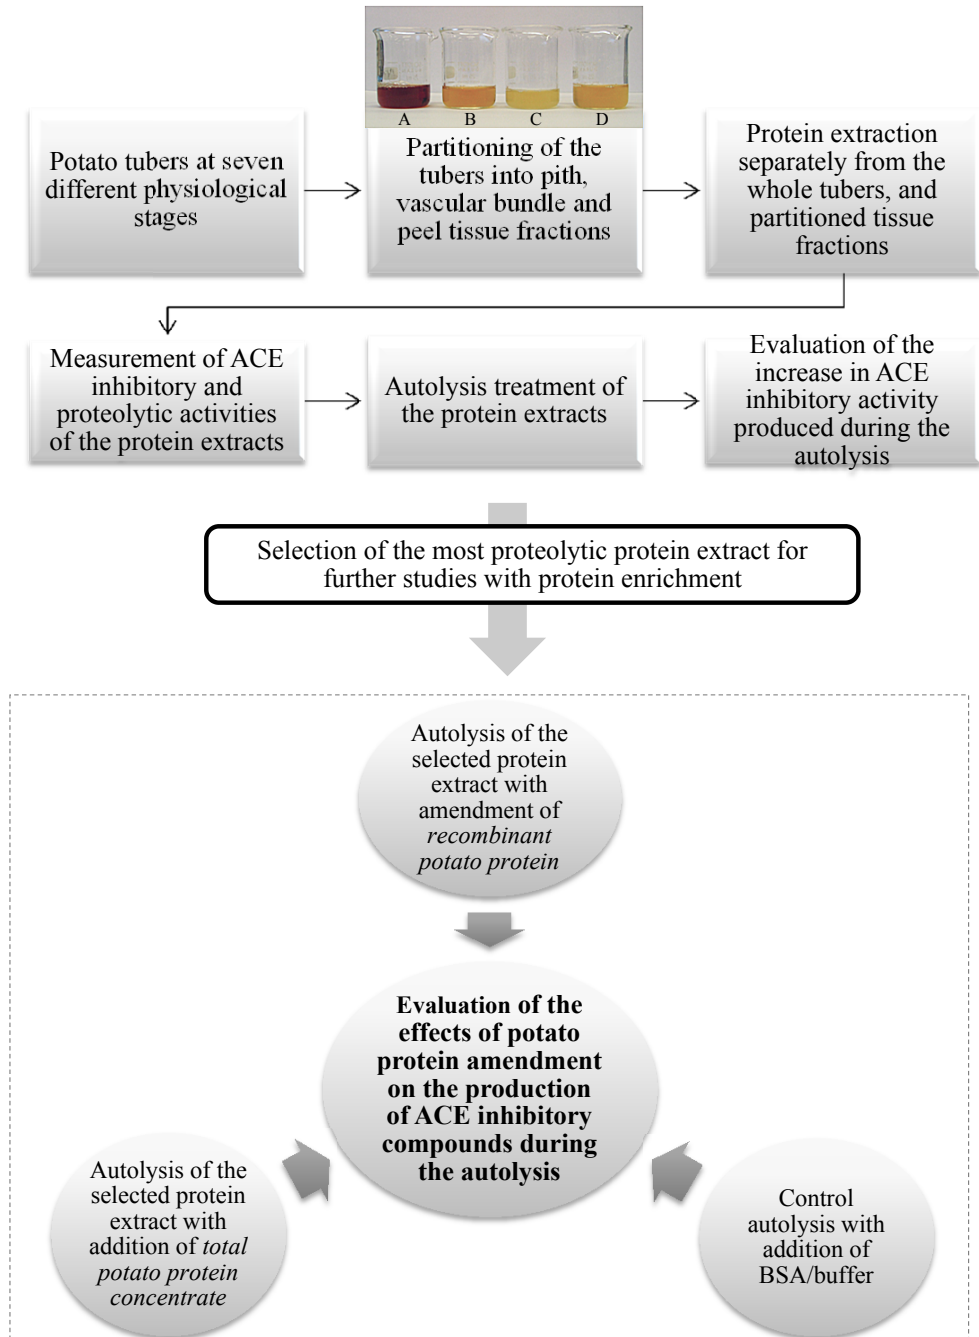 A B C D
Potato tubers at seven
different physiological
stages
Partitioning of the
tubers into pith,
vascular bundle and
peel tissue fractions
Protein extraction
separately from the
whole tubers, and
partitioned tissue
fractions
Measurement of ACE
inhibitory and
proteolytic activities
of the protein extracts
Autolysis treatment of
the protein extracts
Evaluation of the
increase in ACE
inhibitory activity
produced during the
autolysis
Selection of the most proteolytic protein extract for
further studies with protein enrichment
Autolysis of the
selected protein
extract with
amendment of
recombinant
potato protein
Evaluation of the
effects of potato
protein amendment
on the production
of ACE inhibitory
compounds during
the autolysis
Autolysis of the
selected protein
extract with
addition of total
potato protein
concentrate
Control
autolysis with
addition of
BSA/buffer